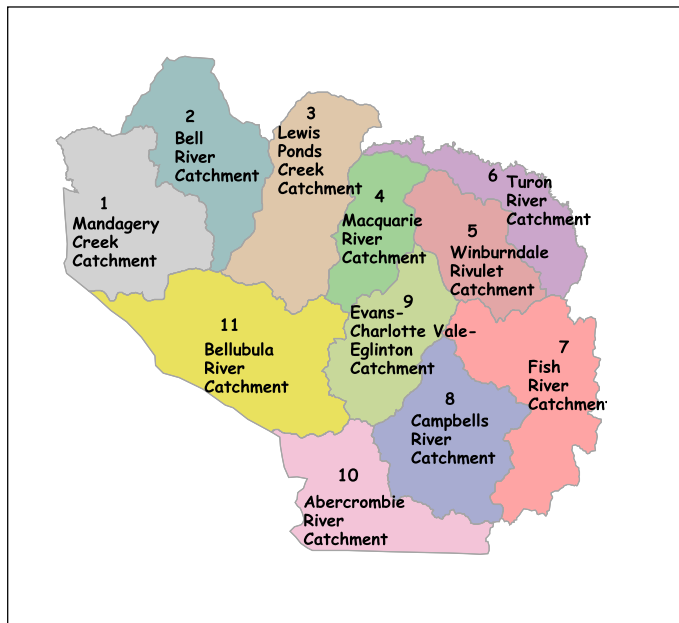 1
Mandagery
Creek
Catchment
2
Bell
River
Catchment
3
Lewis
Ponds
Creek
Catchment
4
Macquarie
River
Catchment
5
Winburndale
Rivulet
Catchment
6 Turon
River
Catchment
7
Fish
River
Catchment
8
Campbells
River
Catchment
9
Evans-
Charlotte Vale-
Eglinton
Catchment
10
Abercrombie
River
Catchment
11
Bellubula
River
Catchment